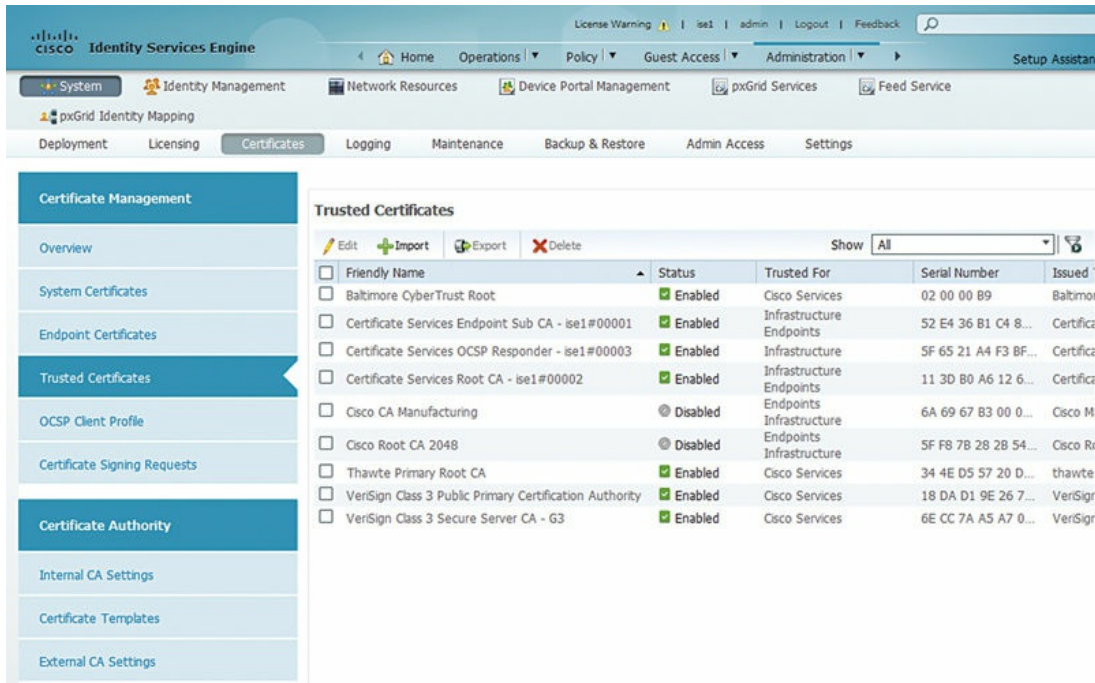 License Warning | ise1 | admin | Logout | Feedback
CISCO Identity Services Engine
Home Operations | Policy | Guest Access | Administration | Setup Assistan
System Identity Management Network Resources Device Portal Management pxGrid Services Feed Service
pxGrid Identity Mapping
Deployment Licensing Certificates Logging Maintenance Backup & Restore Admin Access Settings
Certificate Management
Overview
System Certificates
Endpoint Certificates
Trusted Certificates
OCSP Client Profile
Certificate Signing Requests
Certificate Authority
Internal CA Settings
Certificate Templates
External CA Settings
Trusted Certificates
Edit Import Export Delete Show All
Friendly Name Status Trusted For Serial Number Issued
Baltimore CyberTrust Root Enabled Cisco Services 02 00 00 B9 Baltimor
Certificate Services Endpoint Sub CA - ise1#00001 Enabled Infrastructure Endpoints 52 E4 36 B1 C4 8... Certifica
Certificate Services OCSP Responder - ise1#00003 Enabled Infrastructure 5F 65 21 A4 F3 BF... Certifica
Certificate Services Root CA - ise1#00002 Enabled Infrastructure Endpoints 11 3D B0 A6 12 6... Certifica
Cisco CA Manufacturing Disabled Endpoints Infrastructure 6A 69 67 B3 00 0... Cisco M
Cisco Root CA 2048 Disabled Endpoints Infrastructure 5F F8 7B 28 2B 54... Cisco Ro
Thawte Primary Root CA Enabled Cisco Services 34 4E D5 57 20 D... thawte
VeriSign Class 3 Public Primary Certification Authority Enabled Cisco Services 18 DA D1 9E 26 7... VeriSign
VeriSign Class 3 Secure Server CA - G3 Enabled Cisco Services 6E CC 7A A5 A7 0... VeriSign